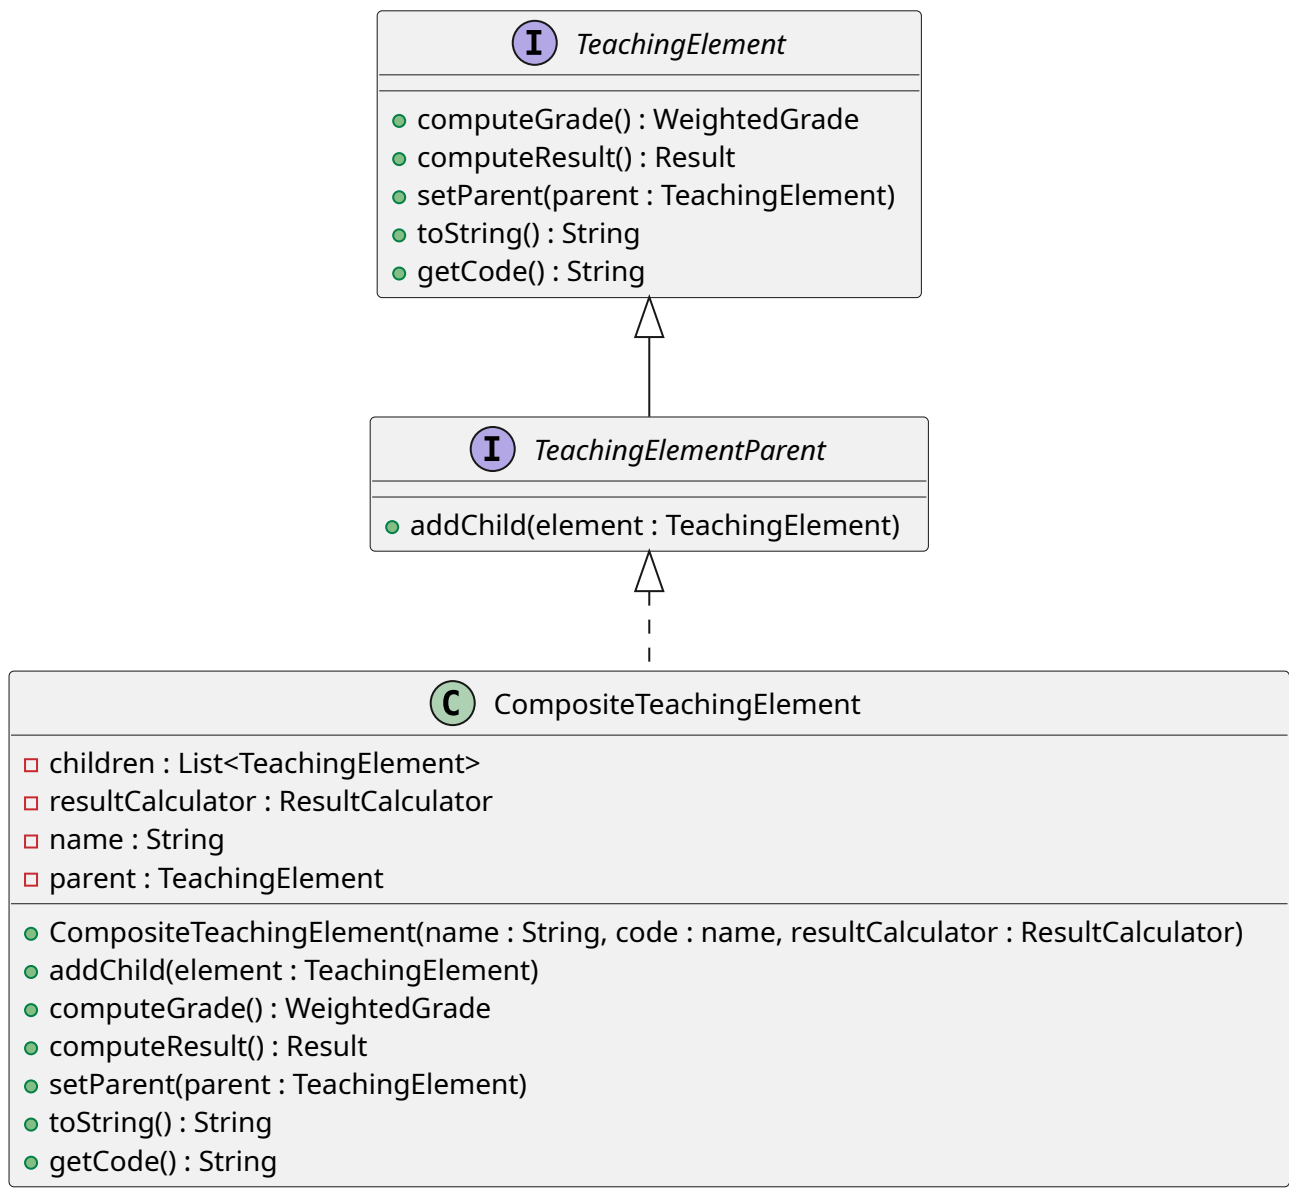 I TeachingElement
computeGrade() : WeightedGrade
computeResult() : Result
setParent(parent : TeachingElement)
toString() : String
getCode() : String
I TeachingElementParent
addChild(element : TeachingElement)
C CompositeTeachingElement
children : List<TeachingElement>
resultCalculator : ResultCalculator
name : String
parent : TeachingElement
CompositeTeachingElement(name : String, code : name, resultCalculator : ResultCalculator)
addChild(element : TeachingElement)
computeGrade() : WeightedGrade
computeResult() : Result
setParent(parent : TeachingElement)
toString() : String
getCode() : String